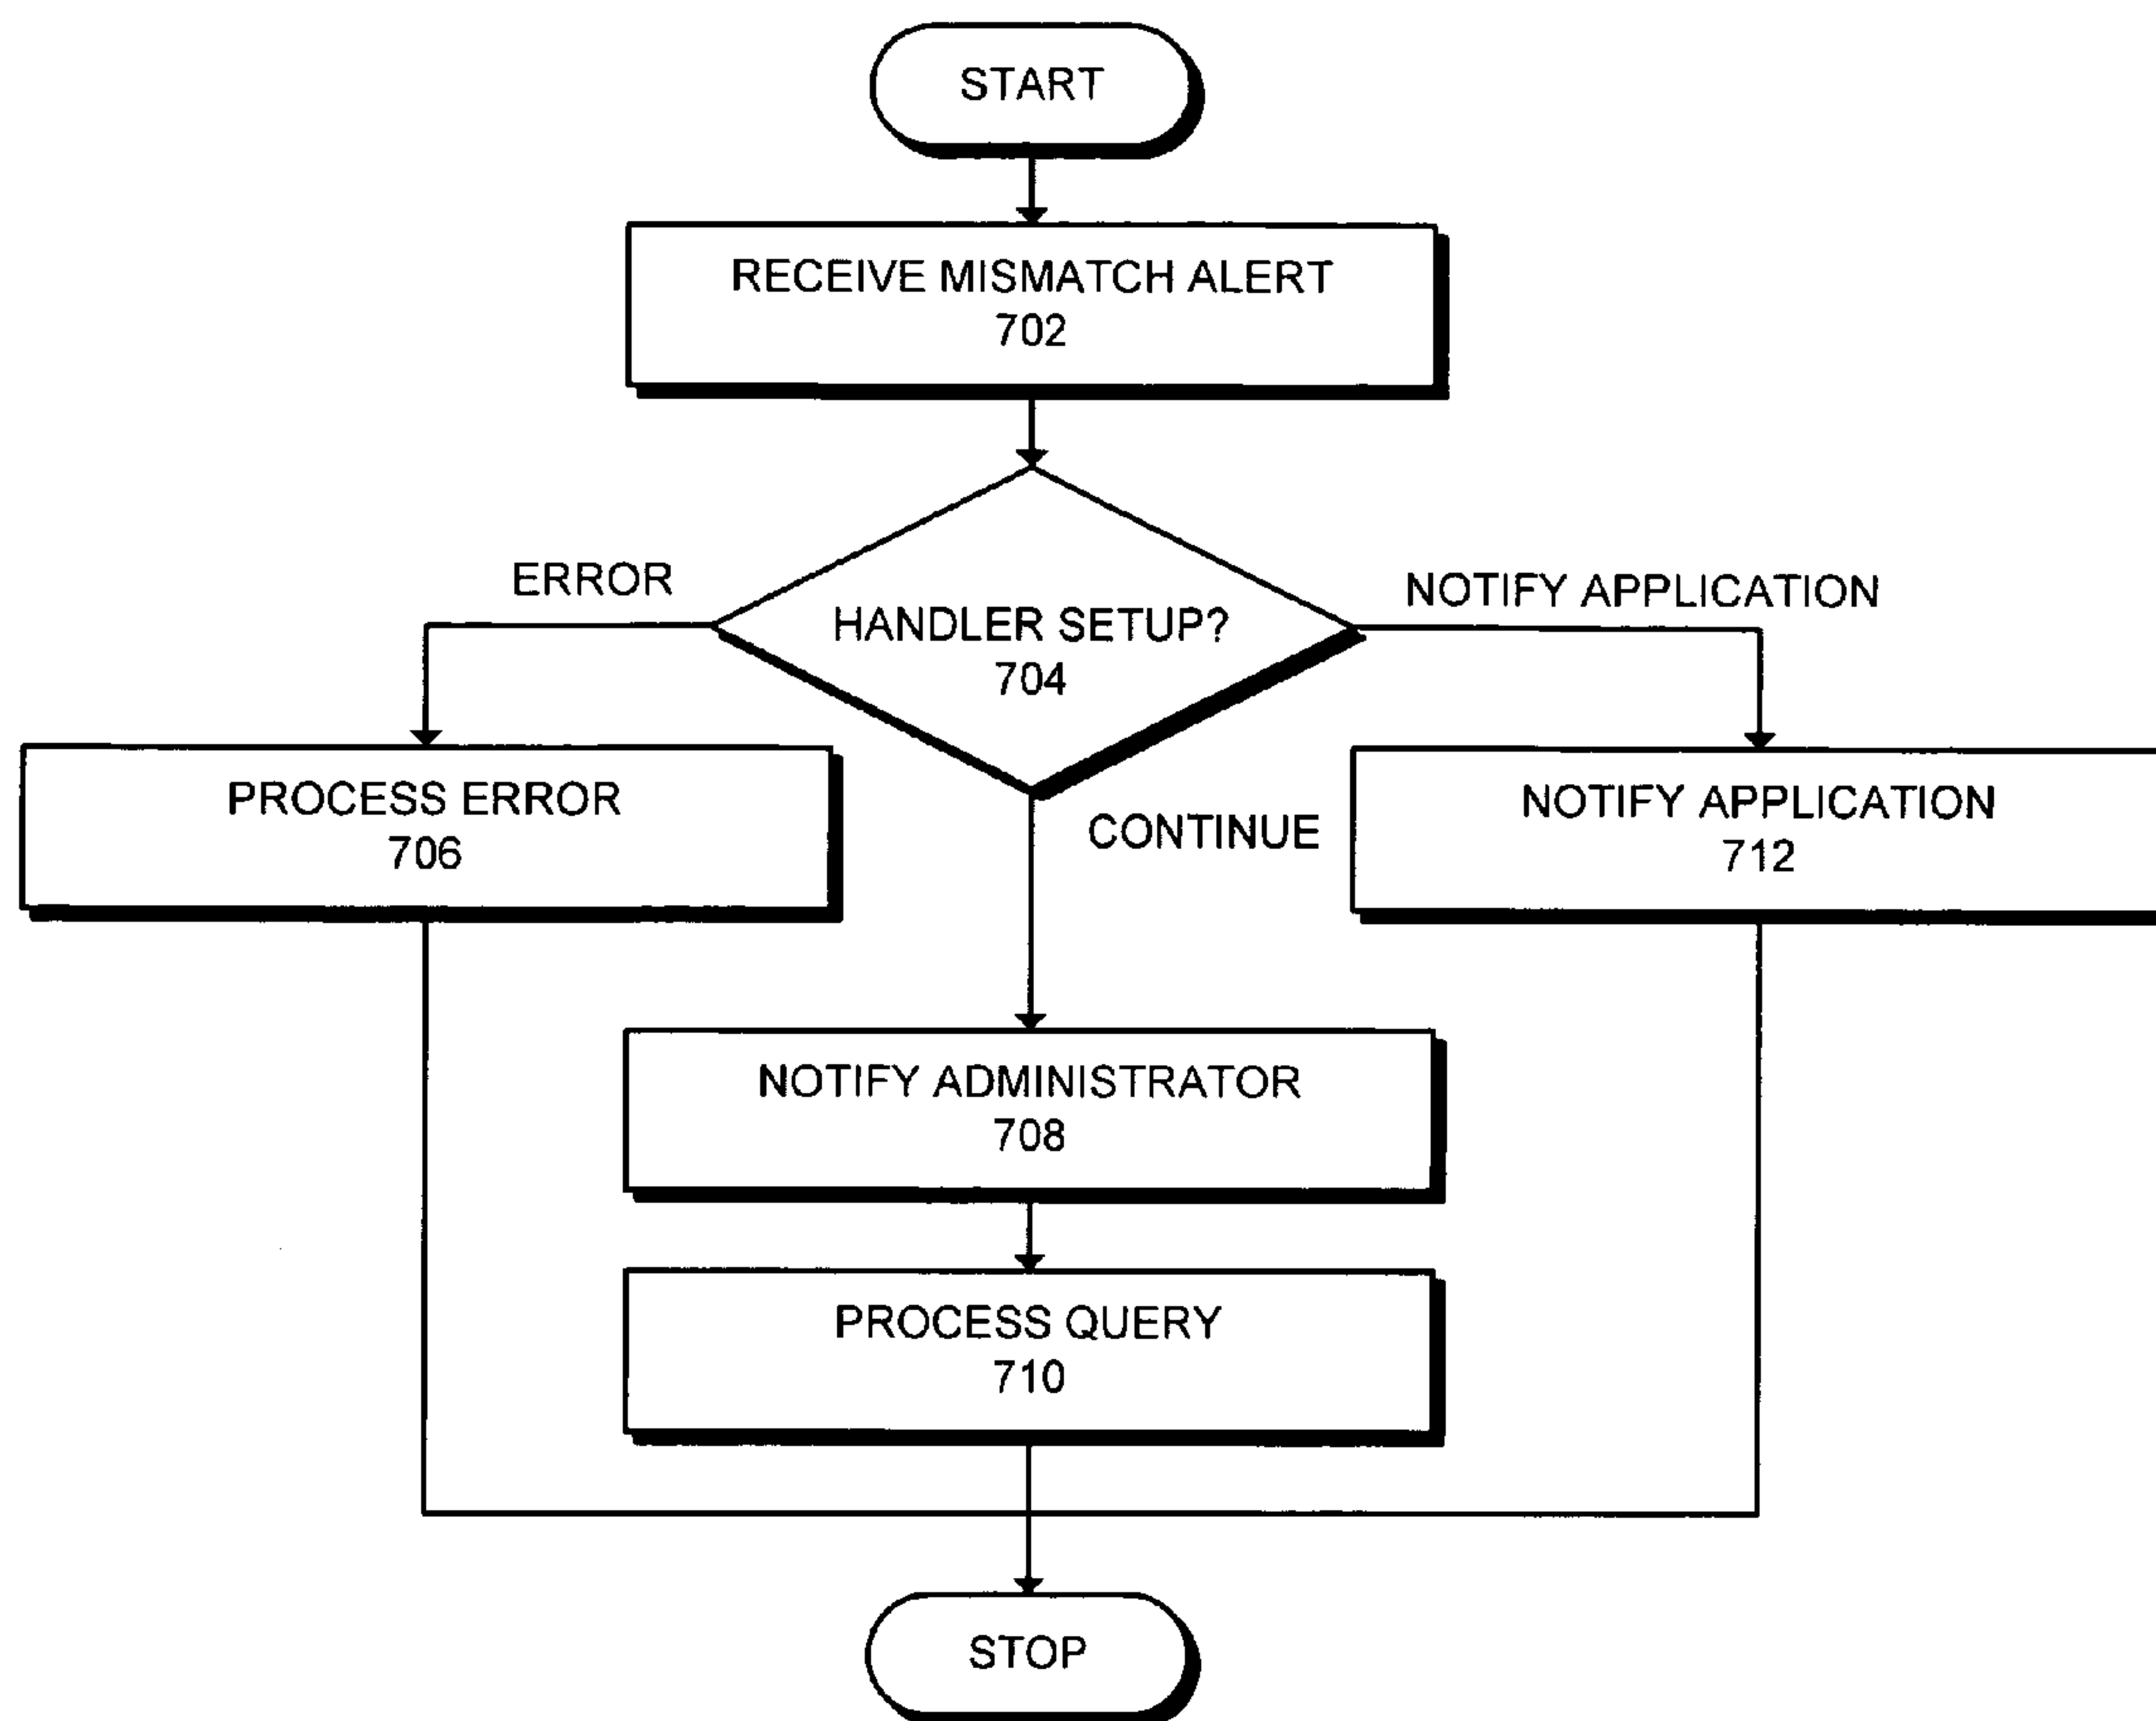 START
RECEIVE MISMATCH ALERT
702
ERROR
NOTIFY APPLICATION
HANDLER SETUP?
704
PROCESS ERROR
706
CONTINUE
NOTIFY APPLICATION
712
NOTIFY ADMINISTRATOR
708
PROCESS QUERY
710
STOP